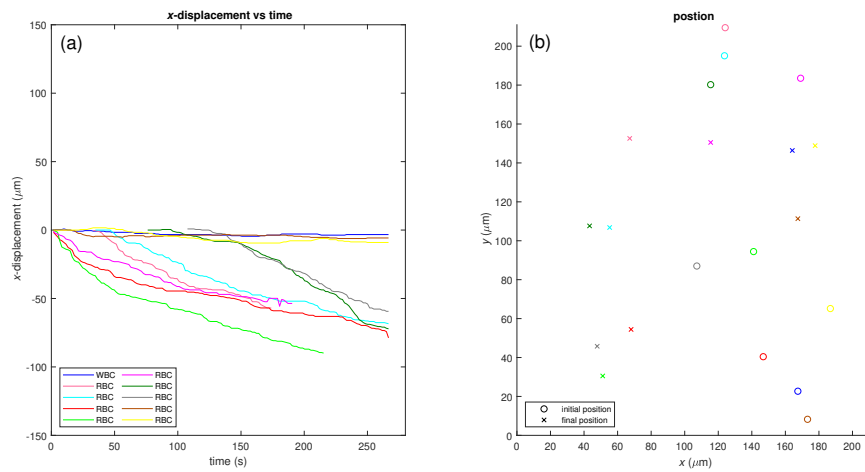 x-displacement vs time
(a)
150
100
50
0
-50
-100
-150
x-displacement (μm)
0 50 100 150 200 250
time (s)
WBC RBC
RBC RBC
RBC RBC
RBC RBC
RBC RBC
postion
(b)
200
180
160
140
120
100
80
60
40
20
0
y (μm)
0 20 40 60 80 100 120 140 160 180 200
x (μm)
initial position
final position